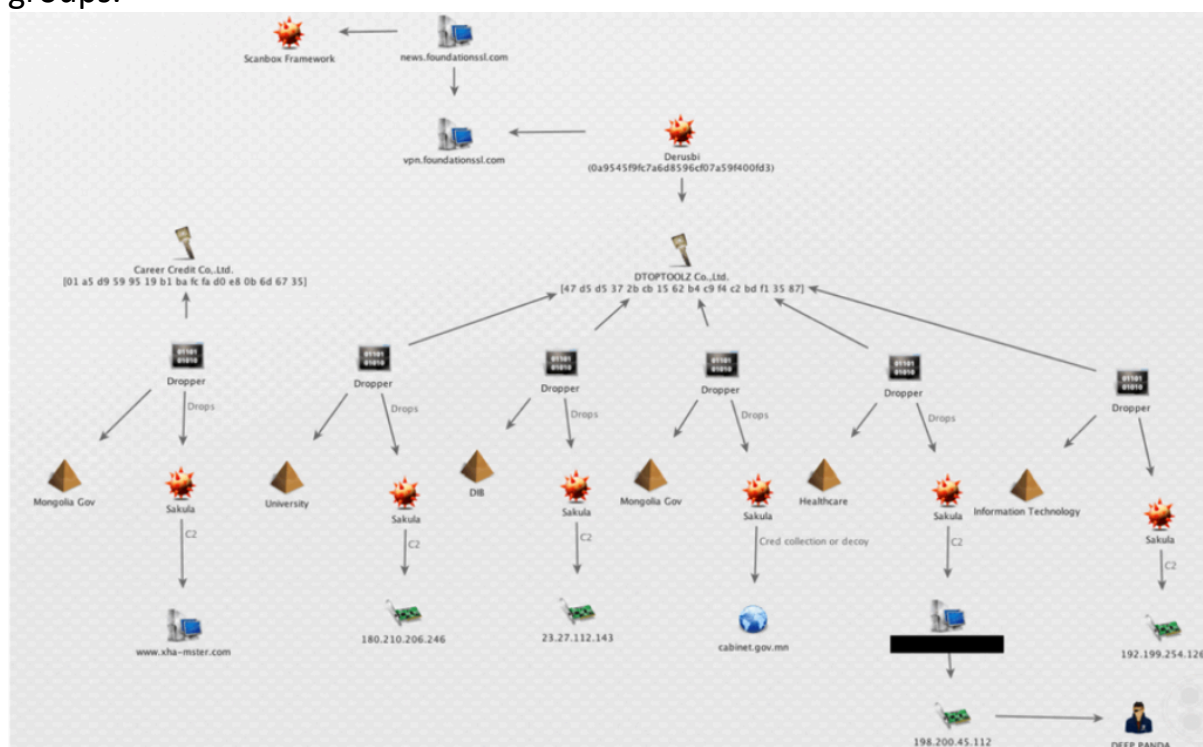 groups.
Scanbox Framework
news.foundationssl.com
vpn.foundationssl.com
Derusbi
(0a9545f9fc7a6d8596cf07a59f400fd3)
Career Credit Co.,Ltd.
[01 a5 d9 59 95 19 b1 ba fc fa d0 e8 0b 6d 67 35]
DTOPTOOLZ Co.,Ltd.
[47 d5 d5 37 2b cb 15 62 b4 c9 f4 c2 bd f1 35 87]
Dropper
Dropper
Dropper
Dropper
Dropper
Dropper
Drops
Drops
Drops
Drops
Drops
Mongolia Gov
Sakula
University
Sakula
DIB
Sakula
Mongolia Gov
Sakula
Healthcare
Sakula
Information Technology
Sakula
C2
C2
C2
Cred collection or decoy
C2
C2
www.xha-mster.com
180.210.206.246
23.27.112.143
cabinet.gov.mn
192.199.254.126
198.200.45.112
DEEP PANDA